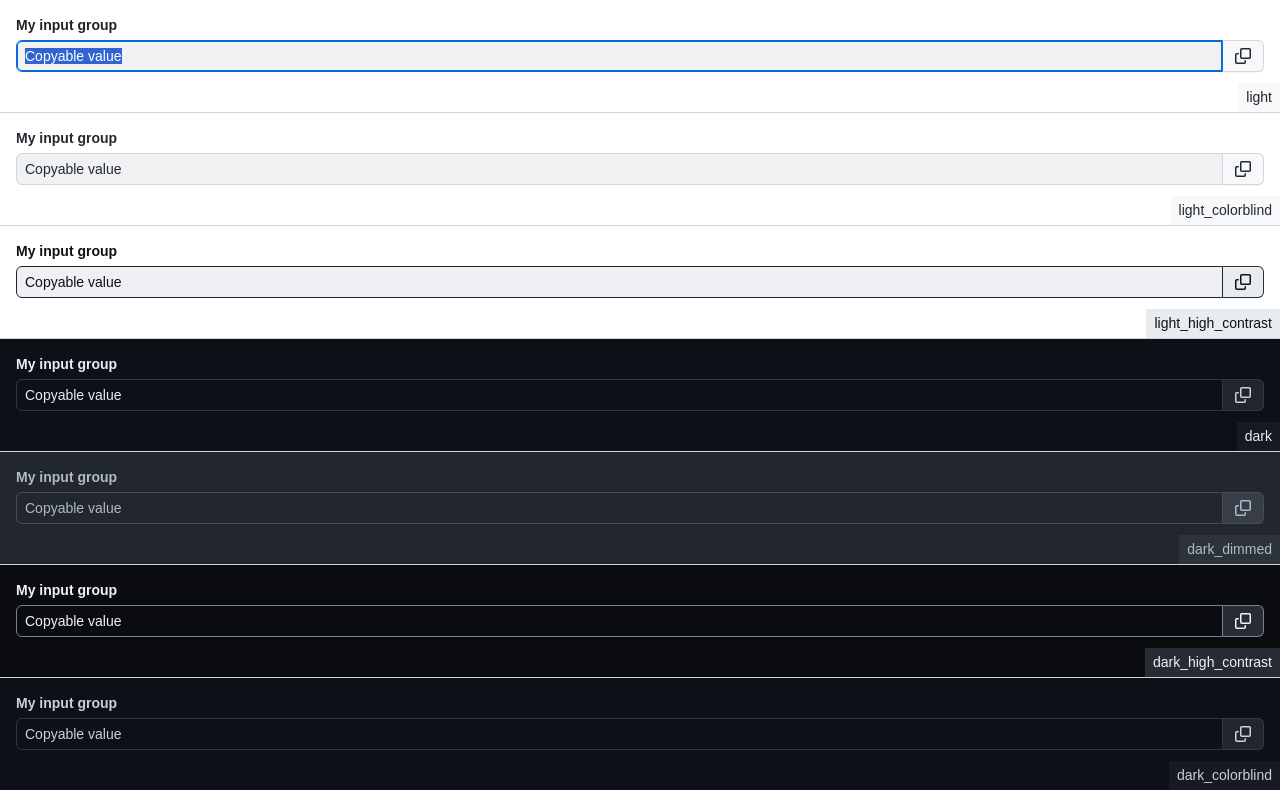 My input group
Copyable value
light
My input group
Copyable value
light_colorblind
My input group
Copyable value
light_high_contrast
My input group
Copyable value
dark
My input group
Copyable value
dark_dimmed
My input group
Copyable value
dark_high_contrast
My input group
Copyable value
dark_colorblind